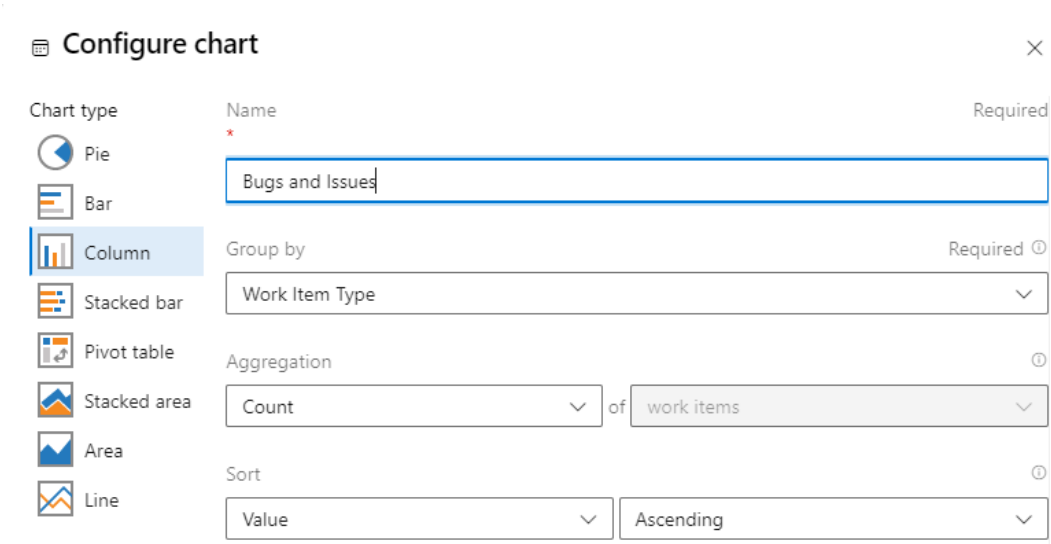 Configure chart
Chart type
Pie
Bar
Column
Stacked bar
Pivot table
Stacked area
Area
Line
Name Required
*
Bugs and Issues
Group by Required
Work Item Type
Aggregation
Count of work items
Sort
Value Ascending